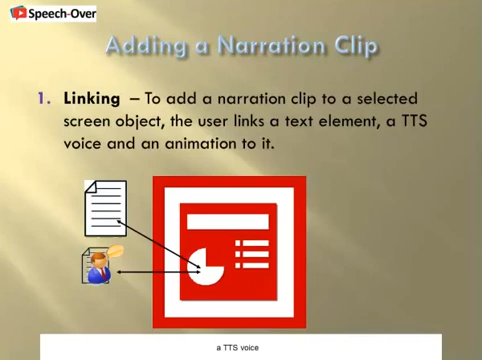 Speech-Over
Adding a Narration Clip
1. Linking – To add a narration clip to a selected
screen object, the user links a text element, a TTS
voice and an animation to it.
a TTS voice